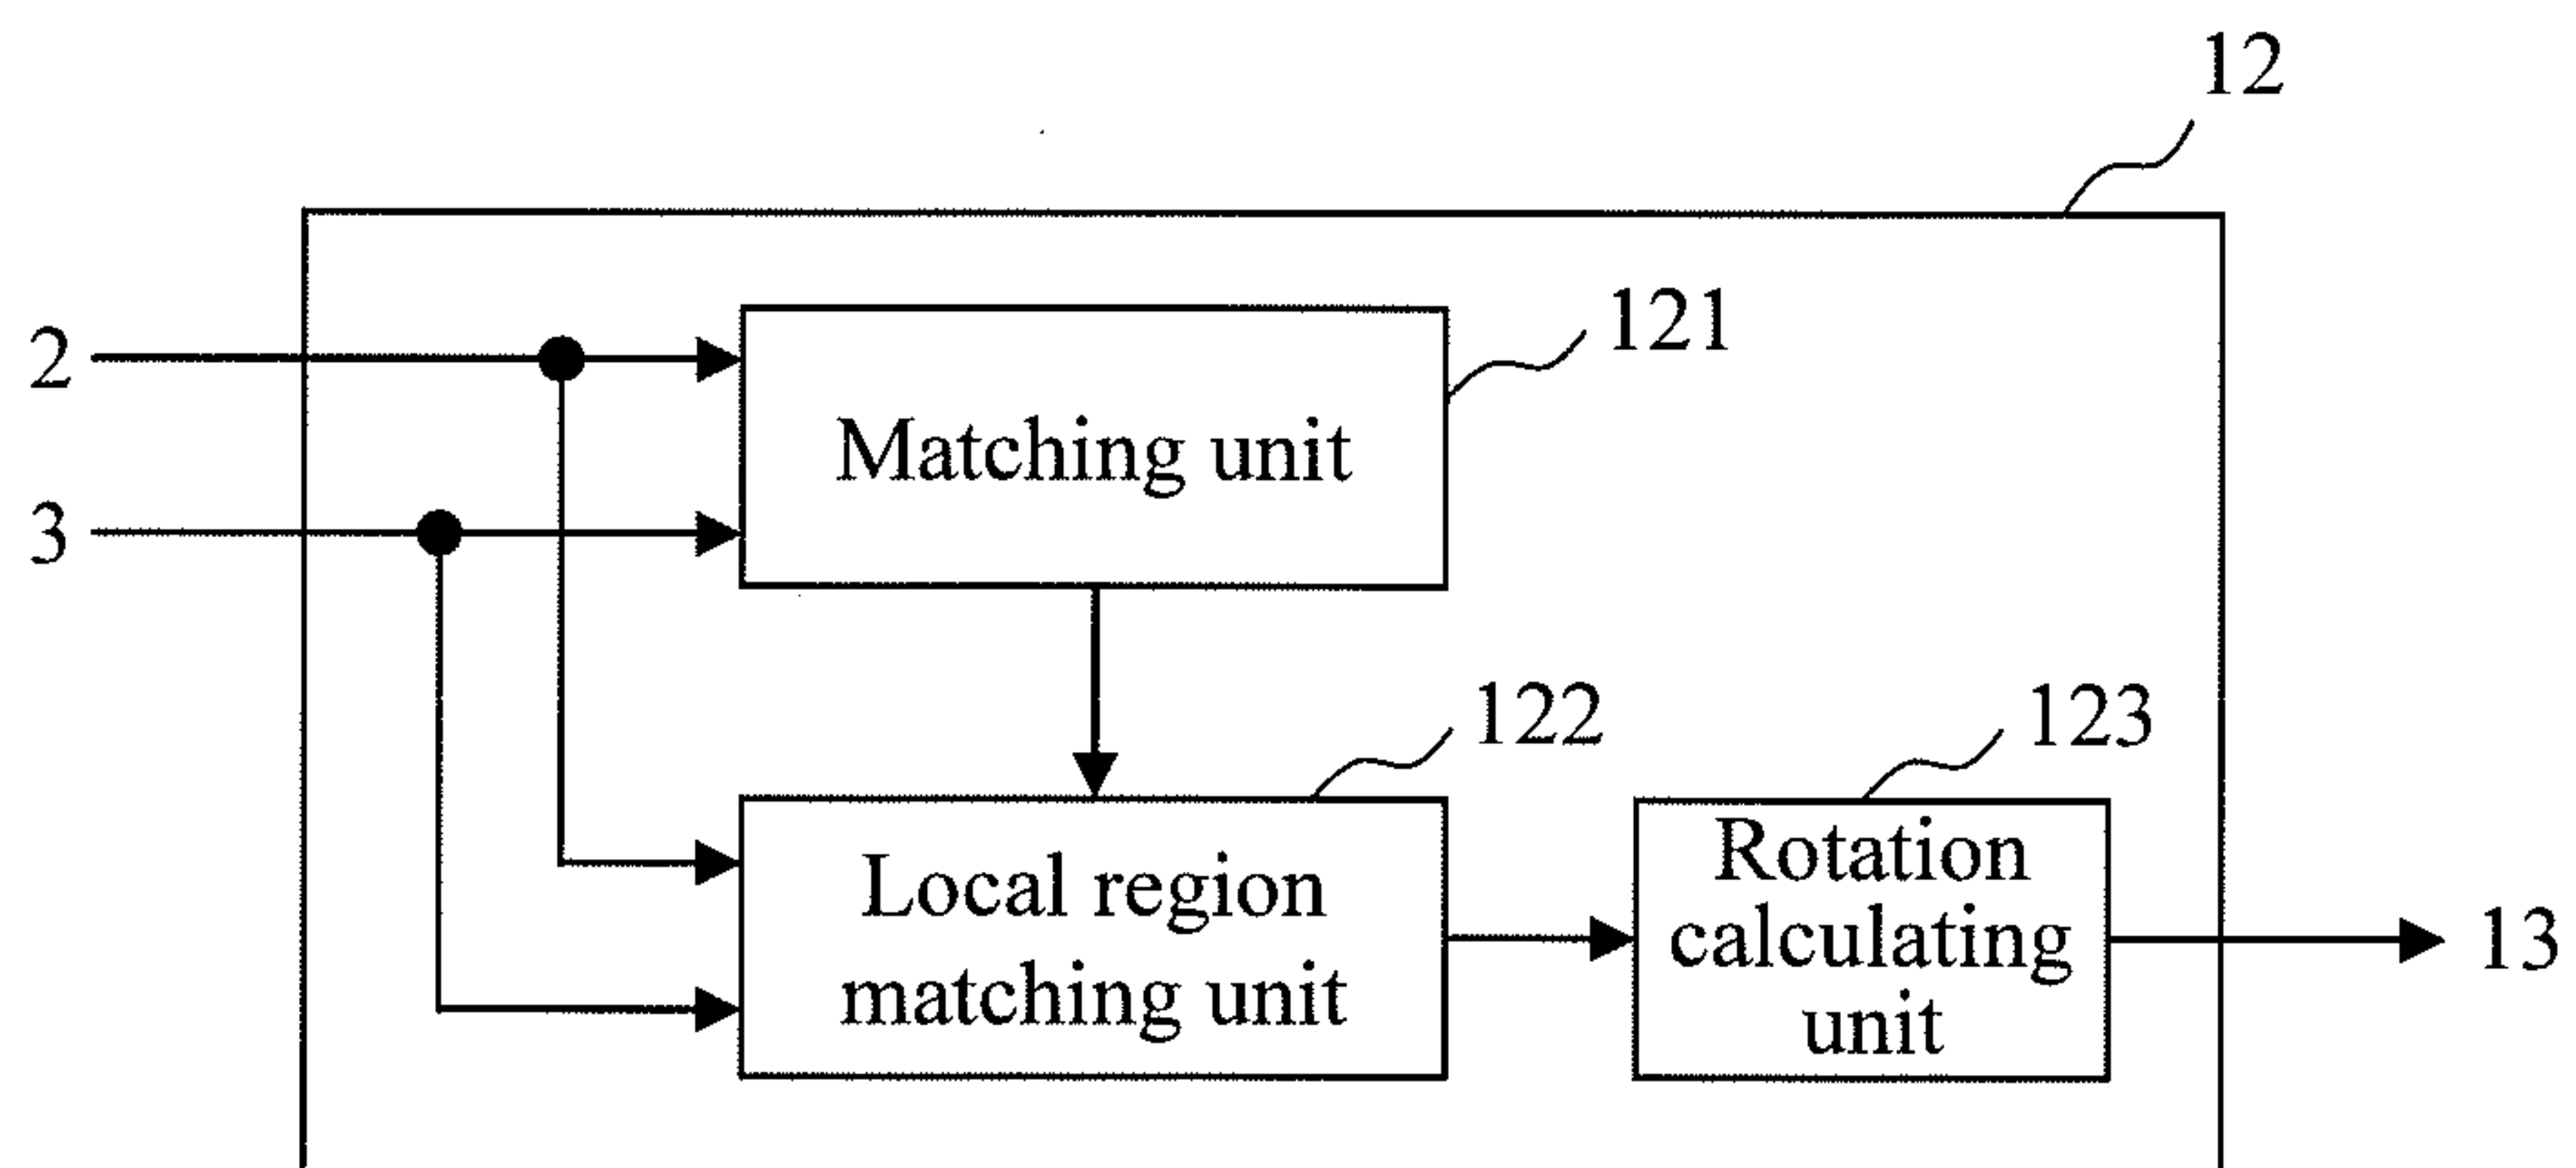 12
121
2
Matching unit
3
122
123
Local region
matching unit
Rotation
calculating
unit
13